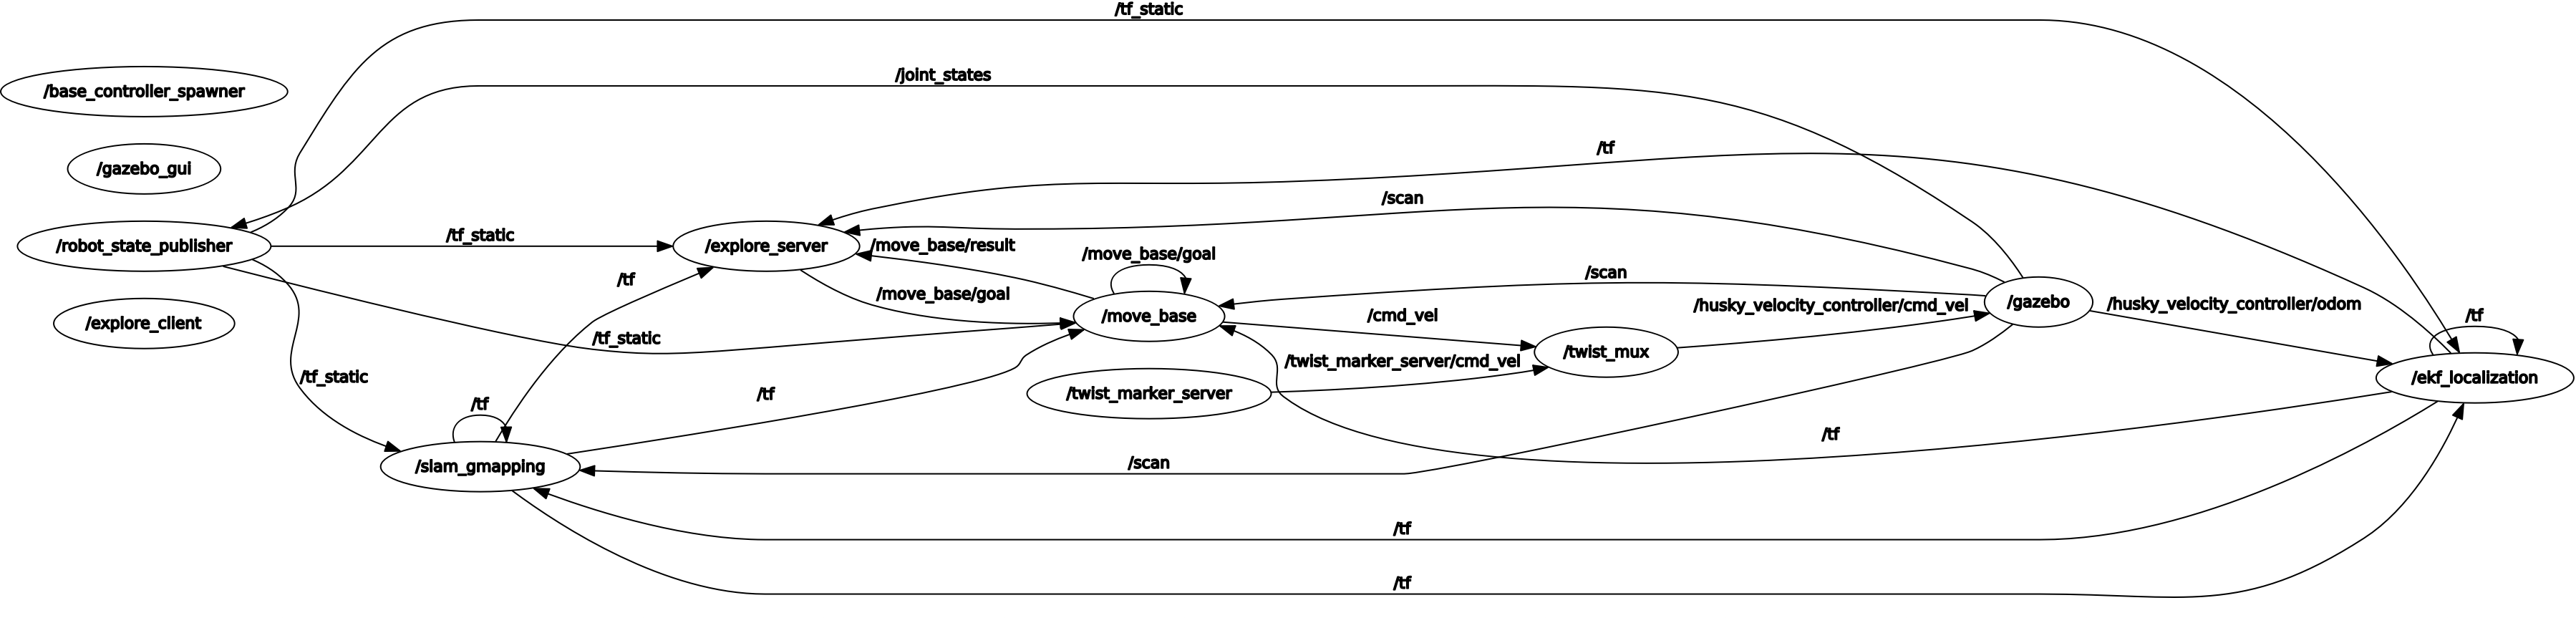 /tf_static
/joint_states
/base_controller_spawner
/tf
/gazebo_gui
/scan
/tf_static
/robot_state_publisher
/explore_server
/move_base/result
/move_base/goal
/scan
/tf
/move_base/goal
/gazebo
/husky_velocity_controller/cmd_vel
/husky_velocity_controller/odom
/cmd_vel
/move_base
/tf
/explore_client
/tf_static
/twist_mux
/twist_marker_server/cmd_vel
/tf_static
/ekf_localization
/twist_marker_server
/tf
/tf
/tf
/slam_gmapping
/scan
/tf
/tf